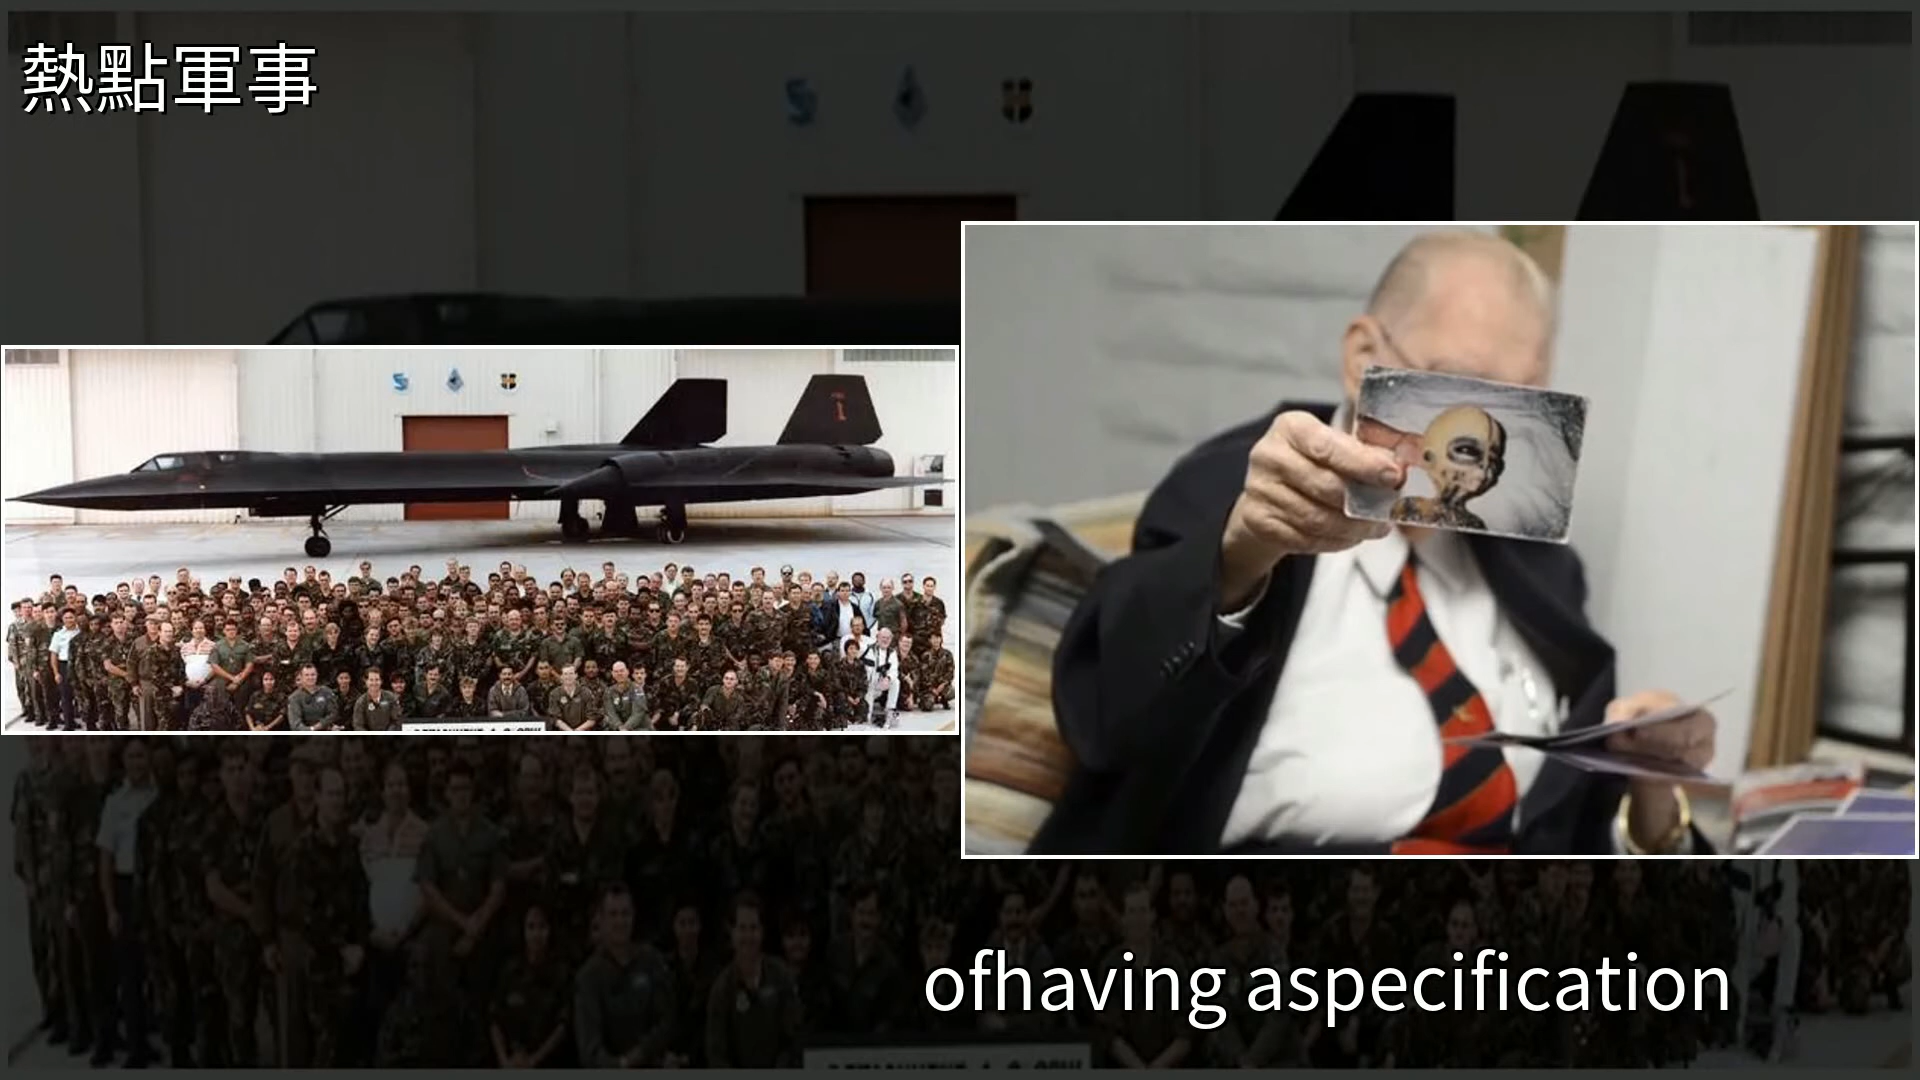 熱點軍事
ofhaving aspecification